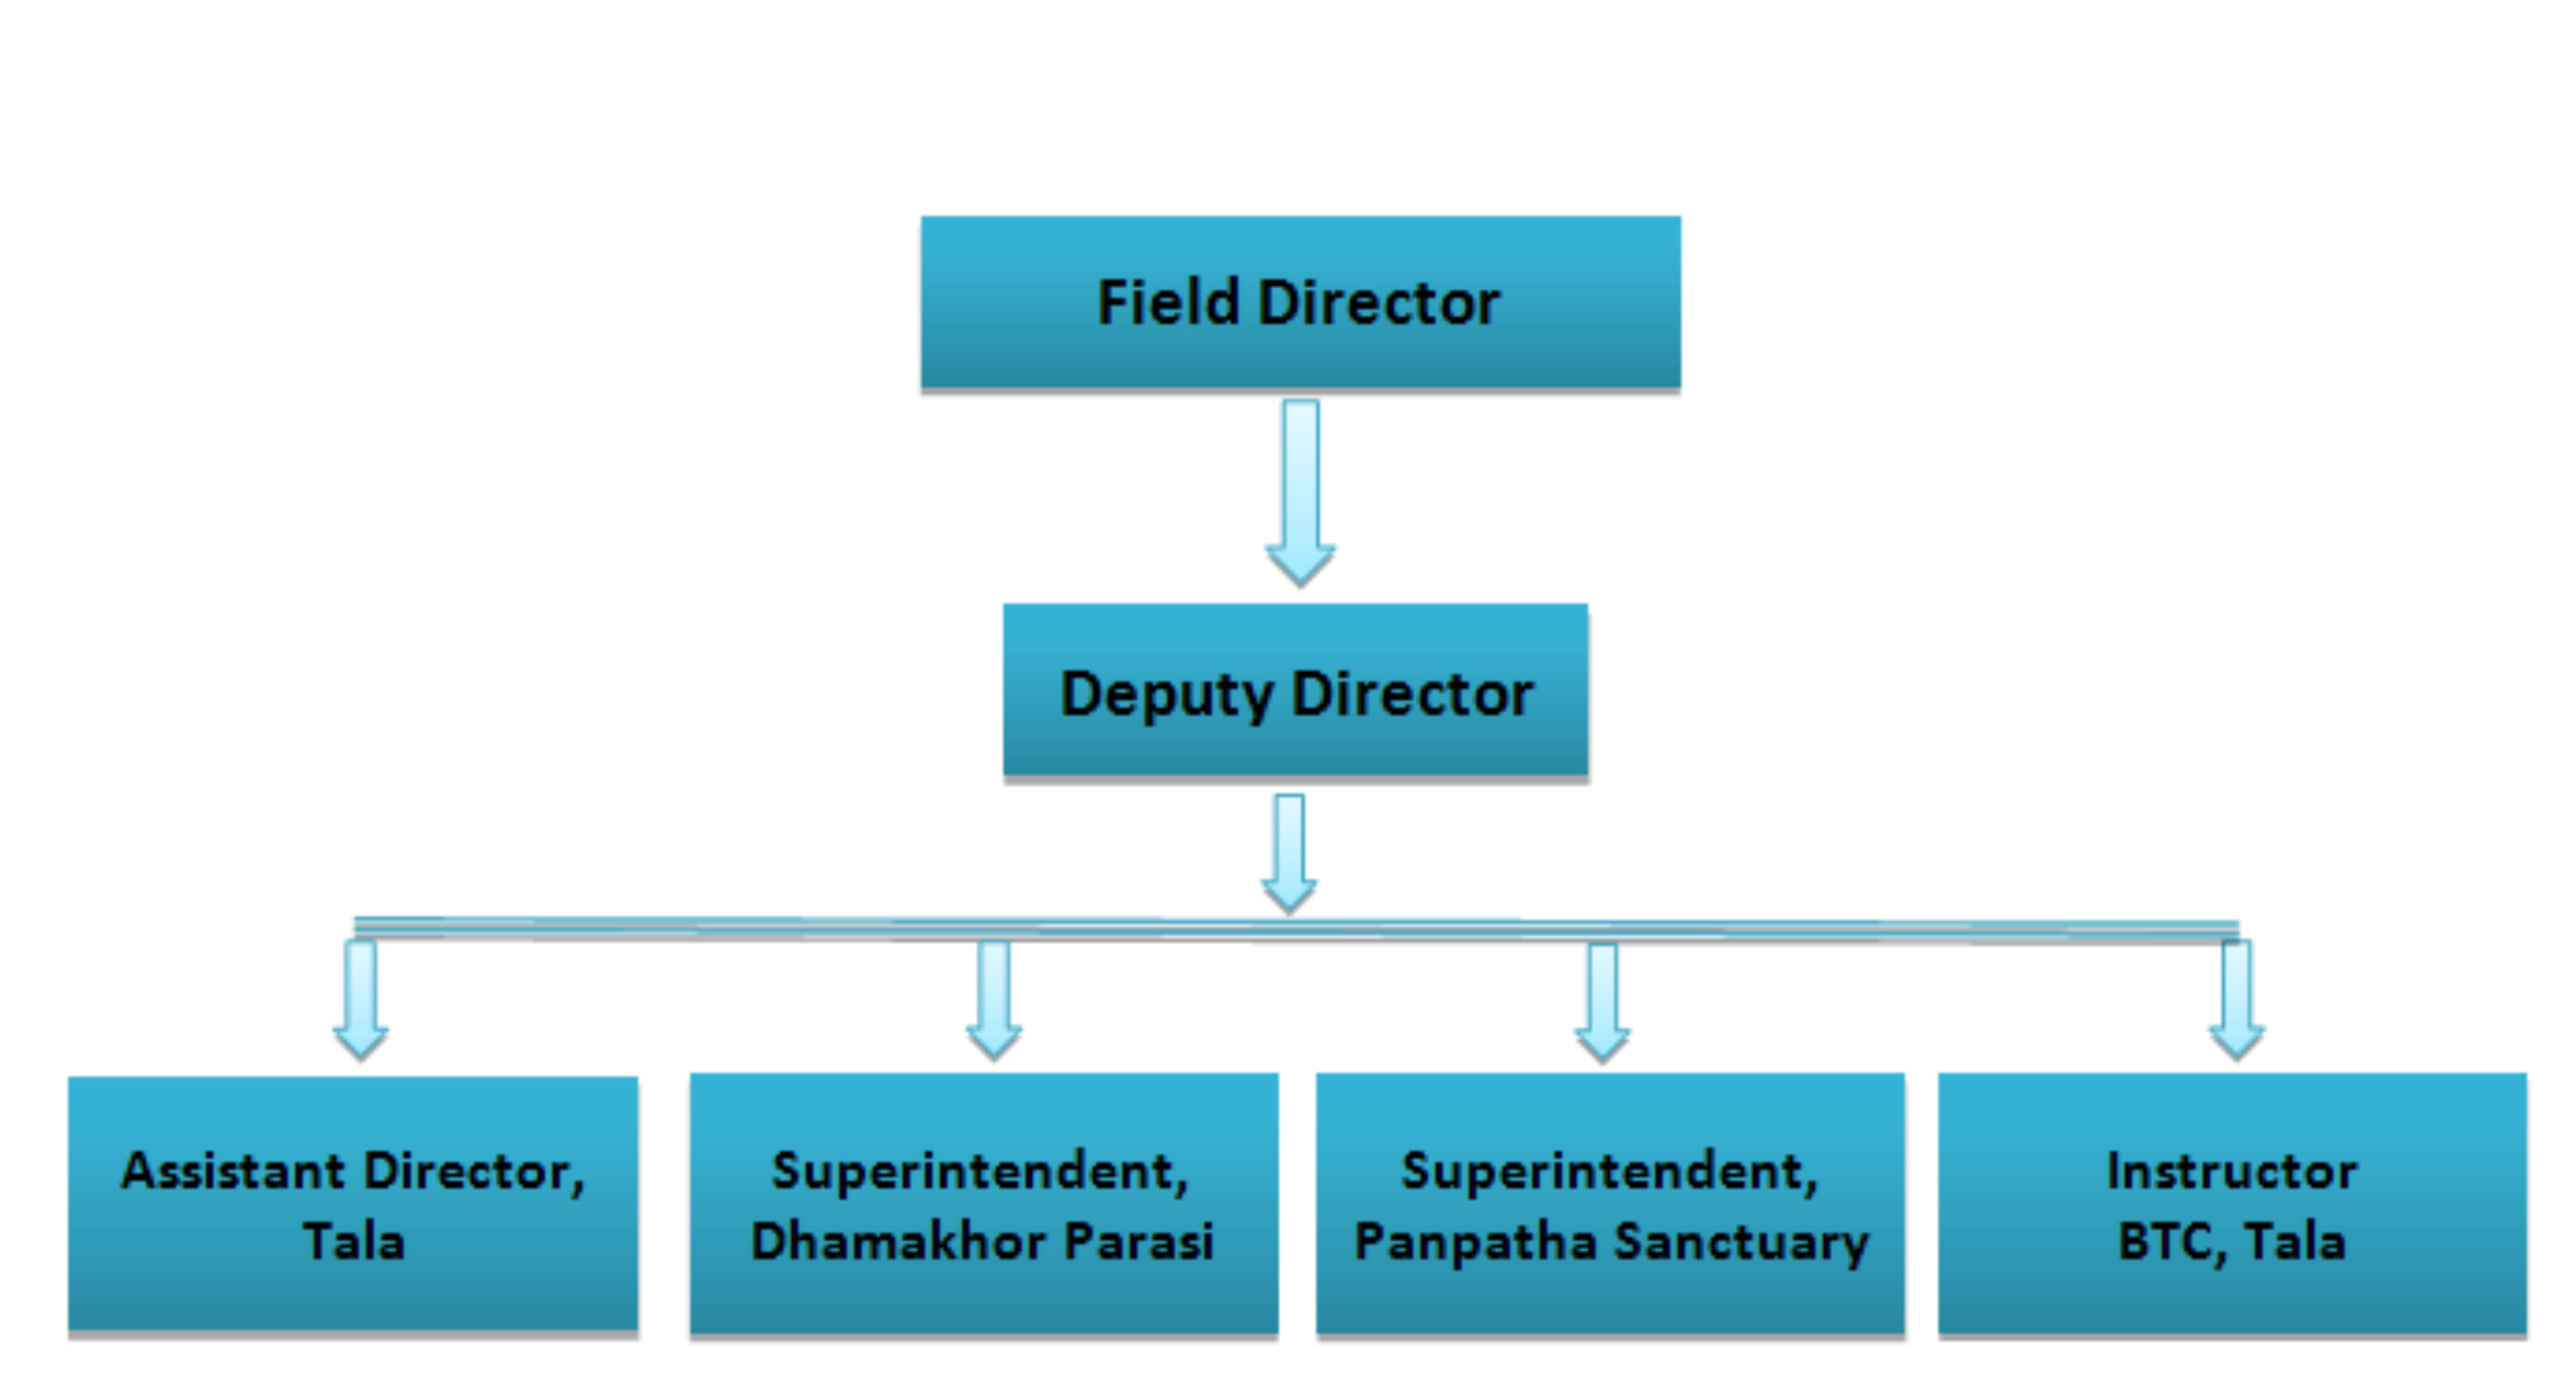 Field Director
Deputy Director
Assistant Director,
Tala
Superintendent,
Dhamakhor Parasi
Superintendent,
Panpatha Sanctuary
Instructor
BTC, Tala